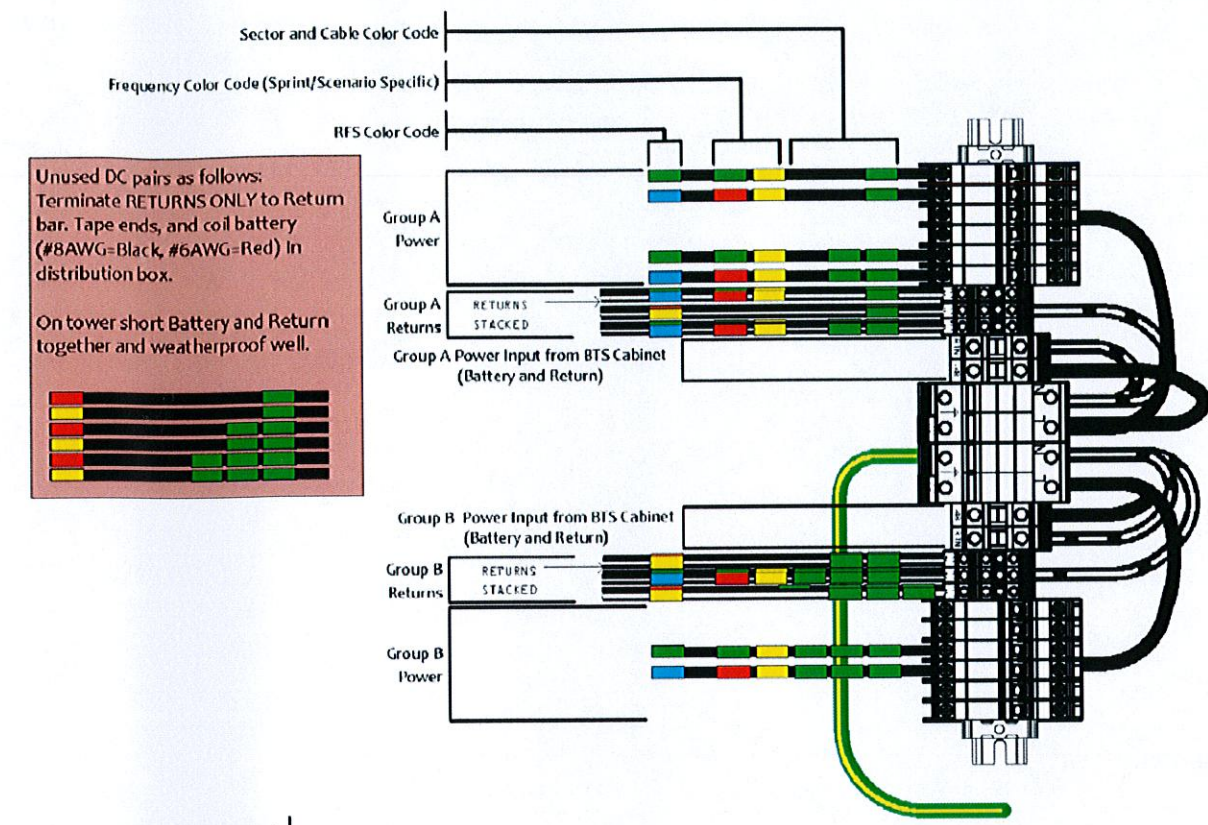 Sector and Cable Color Code
Frequency Color Code (Sprint/Scenario Specific)
RFS Color Code
Unused DC pairs as follows:
Terminate RETURNS ONLY to Return
bar. Tape ends, and coil battery
(#8AWG=Black, #6AWG=Red) In
distribution box.
On tower short Battery and Return
together and weatherproof well.
Group A
Power
Group A
Returns
RETURNS
STACKED
Group A Power Input from BTS Cabinet
(Battery and Return)
Group B Power Input from BTS Cabinet
(Battery and Return)
Group B
Returns
RETURNS
STACKED
Group B
Power